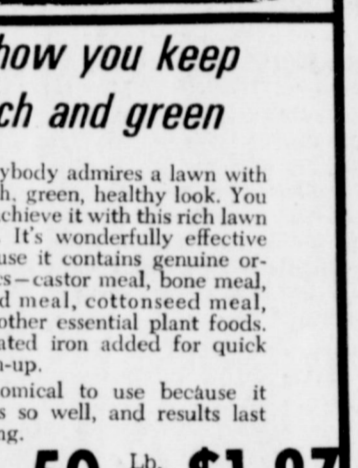 how you keep
ch and green
ybody admires a lawn with
h, green, healthy look. You
chieve it with this rich lawn
. It's wonderfully effective
use it contains genuine or-
s—castor meal, bone meal,
d meal, cottonseed meal,
other essential plant foods.
ated iron added for quick
n-up.
omical to use because it
s so well, and results last
ng.
50 Lb. $1.97